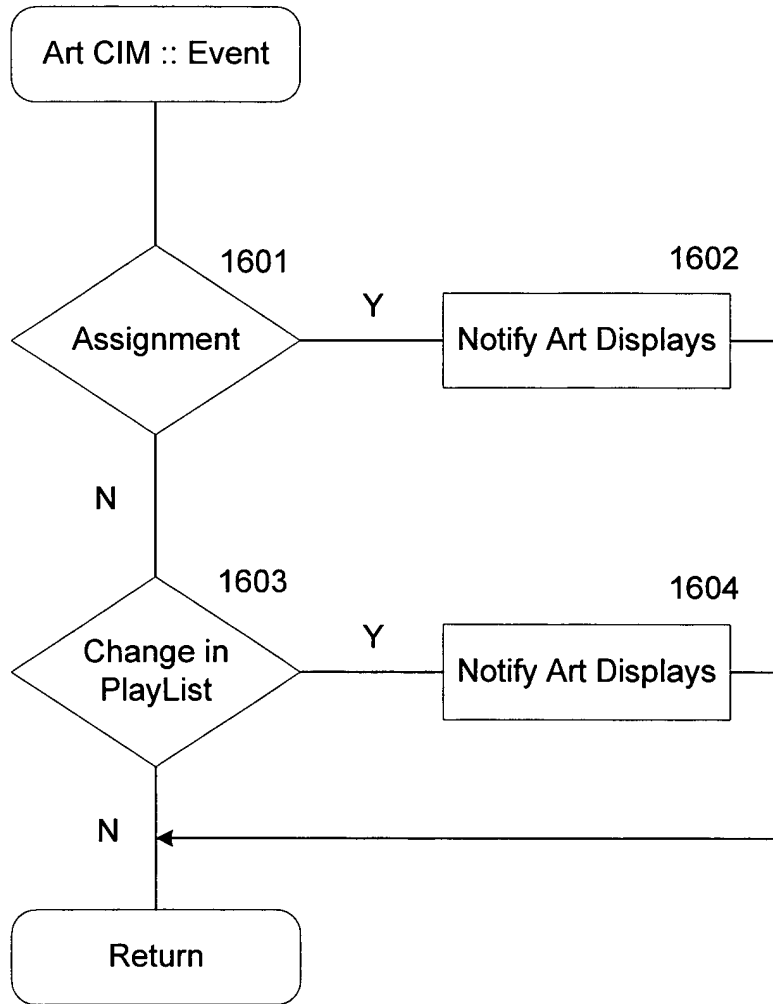 Art CIM :: Event
1601
1602
Assignment
Y
Notify Art Displays
N
1603
1604
Change in
PlayList
Y
Notify Art Displays
N
Return